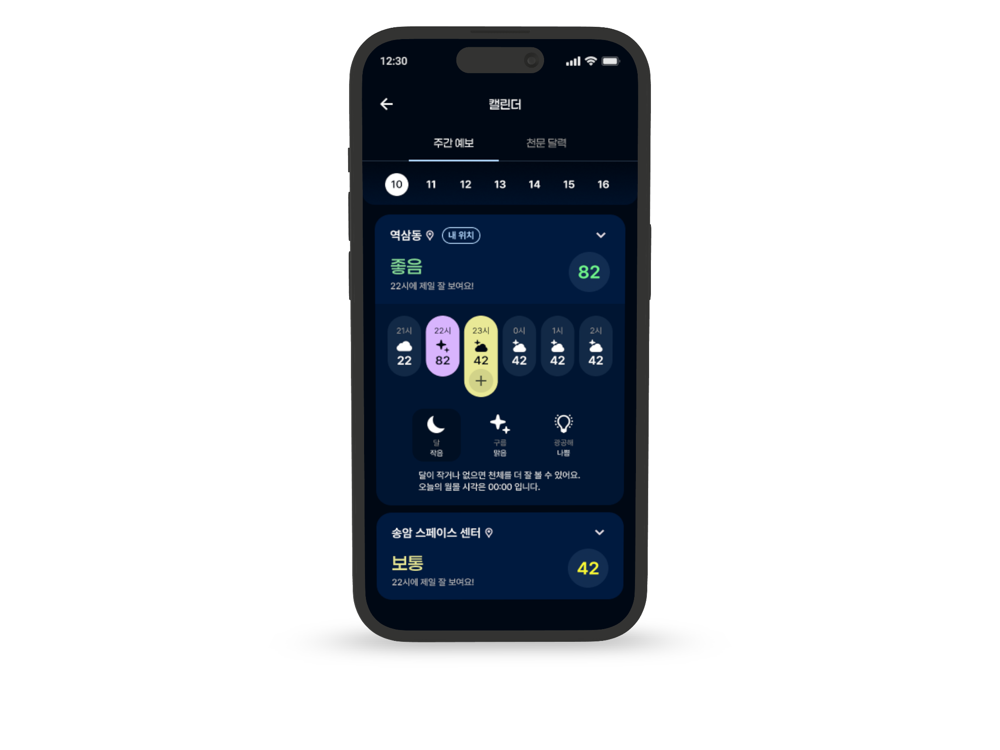 12:30
캘린더
주간 예보 천문 달력
10 11 12 13 14 15 16
역삼동 내 위치
좋음
82
22시에 제일 잘 보여요!
21시 22시 23시 0시 1시 2시
22 82 42 42 42 42
+
달 구름 광공해
작음 맑음 나쁨
달이 작거나 없으면 천체를 더 잘 볼 수 있어요.
오늘의 월몰 시각은 00:00 입니다.
송암 스페이스 센터
보통
42
22시에 제일 잘 보여요!